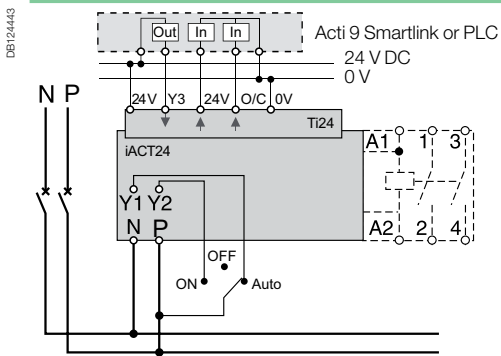 DB124443
Out In In
Acti 9 Smartlink or PLC
24 V DC
0 V
N P
24V Y3 24V O/C 0V
Ti24
iACT24
A1 1 3
Y1 Y2
N P
A2 2 4
OFF
ON Auto